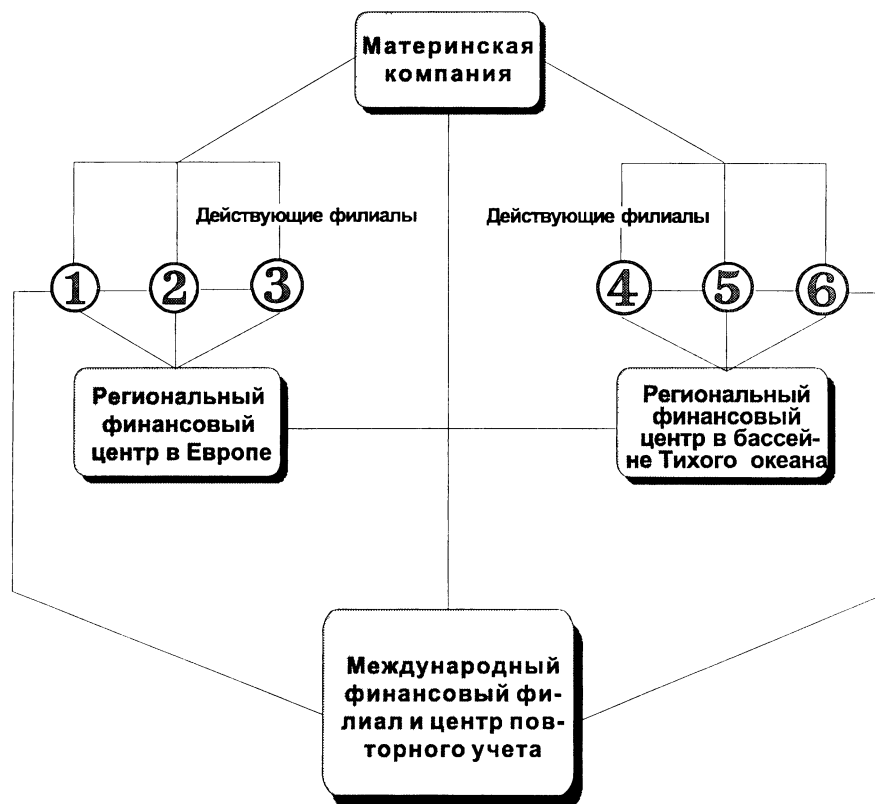 Материнская
компания
Действующие филиалы
Действующие филиалы
1
2
3
4
5
6
Региональный
финансовый
центр в Европе
Региональный
финансовый
центр в бассей-
не Тихого океана
Международный
финансовый фи-
лиал и центр пов-
торного учета